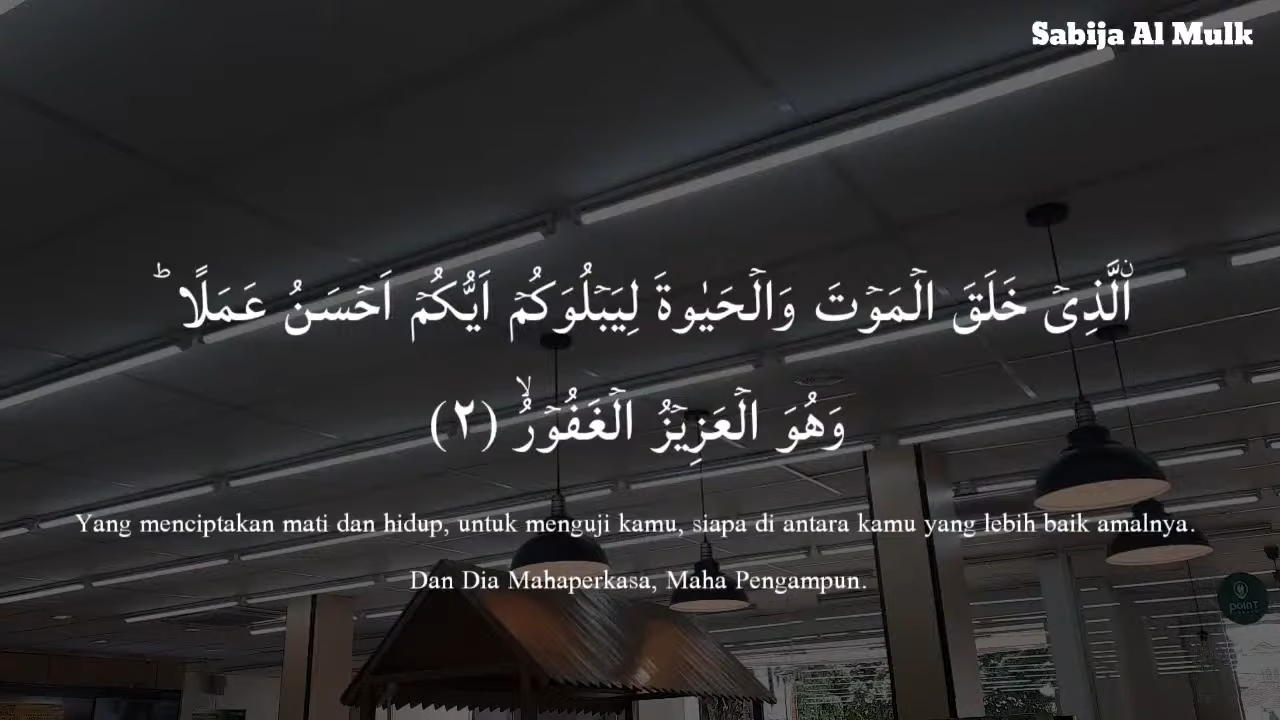 Sabija Al Mulk
ۨالَّذِىۡ خَلَقَ الۡمَوۡتَ وَالۡحَيٰوةَ لِيَبۡلُوَكُمۡ اَيُّكُمۡ اَحۡسَنُ عَمَلًا ؕ
وَهُوَ الۡعَزِيۡزُ الۡغَفُوۡرُۙ (٢)
Yang menciptakan mati dan hidup, untuk menguji kamu, siapa di antara kamu yang lebih baik amalnya.
Dan Dia Mahaperkasa, Maha Pengampun.
POINT